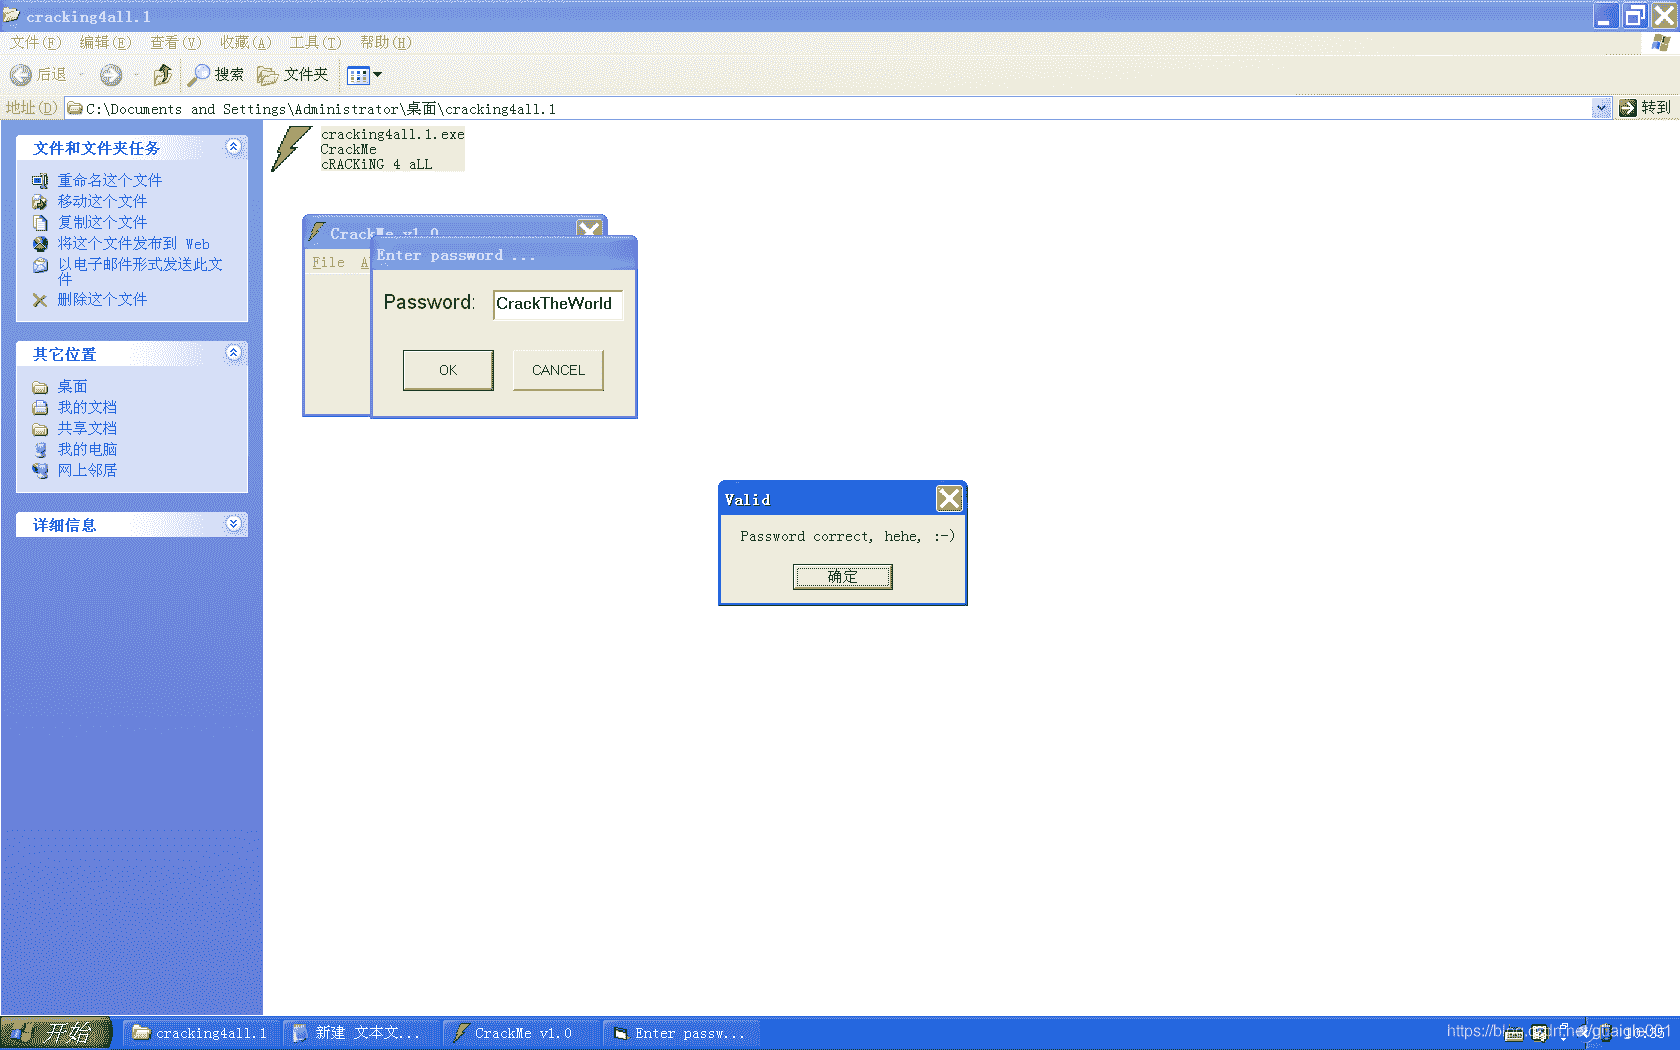 cracking4all.1
文件(F) 编辑(E) 查看(V) 收藏(A) 工具(T) 帮助(H)
后退 搜索 文件夹
地址(D) C:\Documents and Settings\Administrator\桌面\cracking4all.1 转到
文件和文件夹任务
重命名这个文件
移动这个文件
复制这个文件
将这个文件发布到 Web
以电子邮件形式发送此文
件
删除这个文件
其它位置
桌面
我的文档
共享文档
我的电脑
网上邻居
详细信息
cracking4all.1.exe
CrackMe
cRACKiNG 4 aLL
CrackMe v1.0
File A
Enter password ...
Password: CrackTheWorld
OK CANCEL
Valid
Password correct, hehe, :-)
确定
开始 cracking4all.1 新建 文本文... CrackMe v1.0 Enter passw...